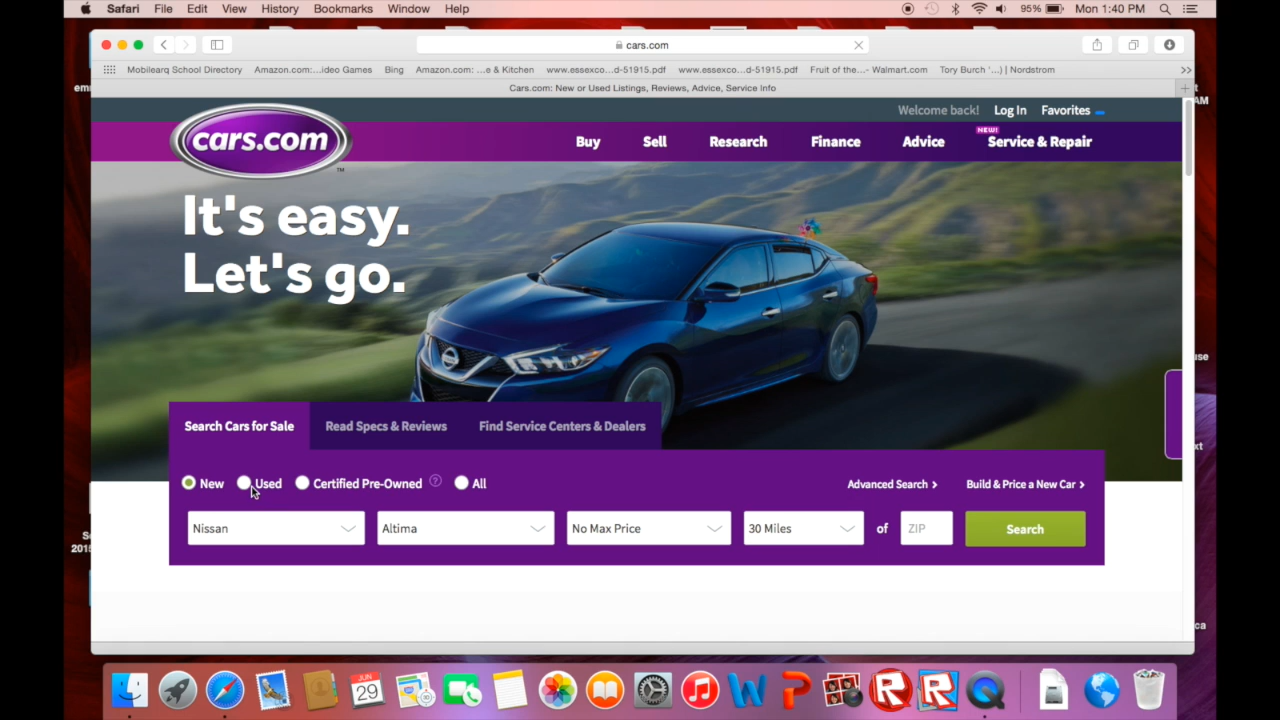 Safari File Edit View History Bookmarks Window Help 95% Mon 1:40 PM
cars.com
Mobilearq School Directory Amazon.com:...ideo Games Bing Amazon.com: ...e & Kitchen www.essexco...d-51915.pdf www.essexco...d-51915.pdf Fruit of the...- Walmart.com Tory Burch '...) | Nordstrom
Cars.com: New or Used Listings, Reviews, Advice, Service Info
Welcome back! Log In Favorites
cars.com TM
Buy Sell Research Finance Advice NEW! Service & Repair
It's easy.
Let's go.
Search Cars for Sale Read Specs & Reviews Find Service Centers & Dealers
New Used Certified Pre-Owned ? All Advanced Search Build & Price a New Car
Nissan Altima No Max Price 30 Miles of ZIP Search
JUN
29